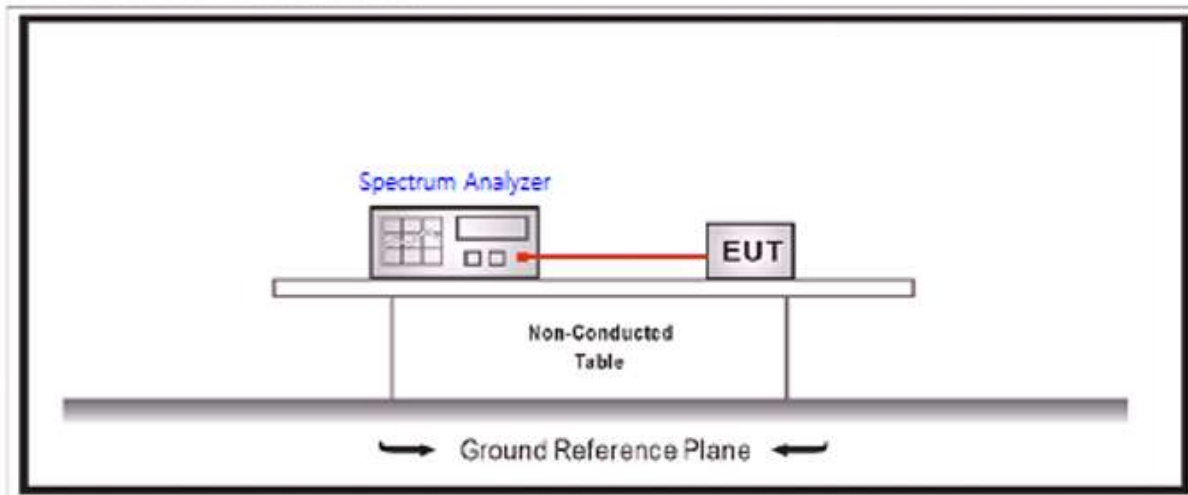 Spectrum Analyzer
EUT
Non-Conducted
Table
Ground Reference Plane